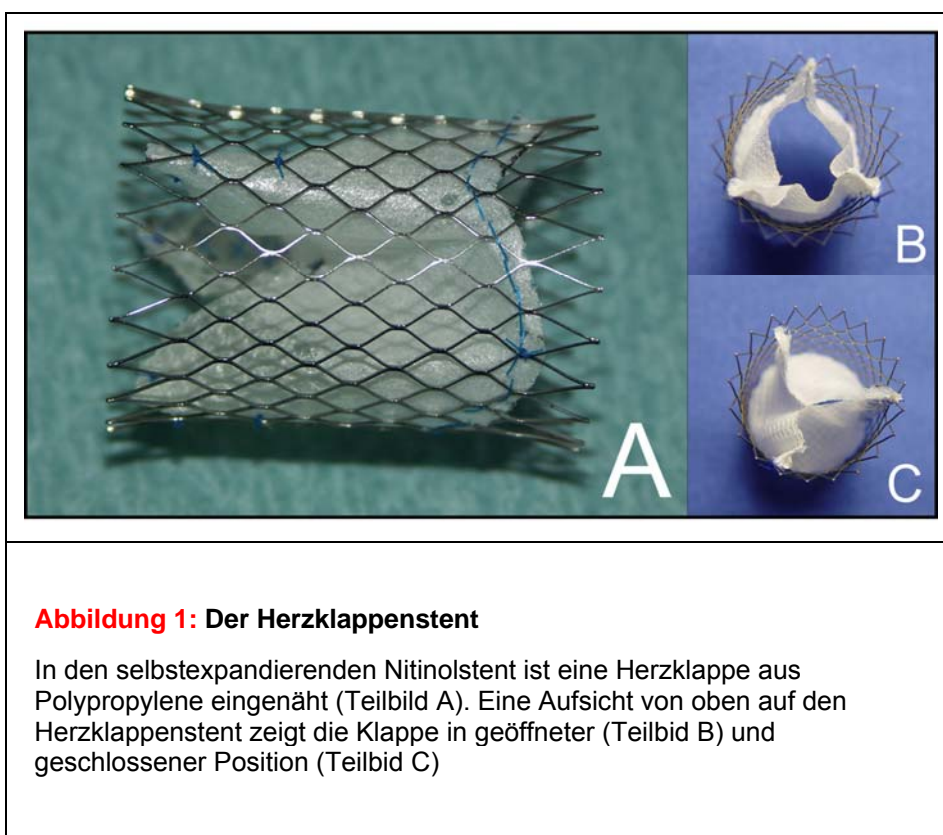 A
B
C
Abbildung 1: Der Herzklappenstent
In den selbstexpandierenden Nitinolstent ist eine Herzklappe aus
Polypropylene eingenäht (Teilbild A). Eine Aufsicht von oben auf den
Herzklappenstent zeigt die Klappe in geöffneter (Teilbid B) und
geschlossener Position (Teilbid C)